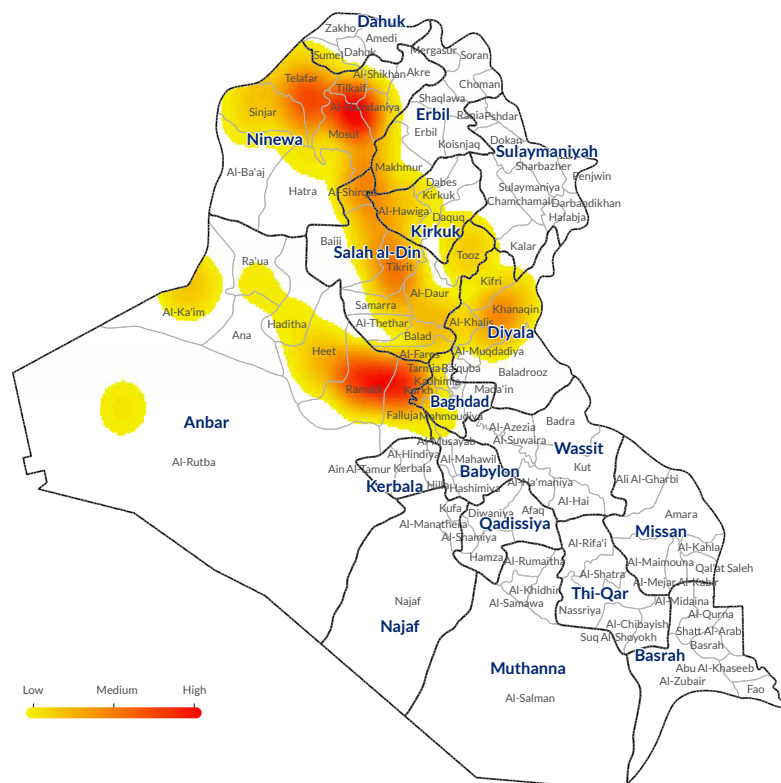 Dahuk
Zakho
Amedi
Sumel
Dahuk
Mergasur
Soran
Al-Shikhan
Akre
Telafar
Tilkaif
Choman
Shaqlawa
Sinjar
Erbil
Rania
Pshdar
Mosul
Erbil
Ninewa
Koisnjaq
Dokan
Sulaymaniyah
Sharbazher
Penjwin
Al-Ba'aj
Makhmur
Dabes
Hatra
Kirkuk
Sulaymaniya
Chamchamal
Darbandikhan
Al-Hawiga
Daquq
Halabja
Kirkuk
Baiji
Salah al-Din
Kalar
Tooz
Ra'ua
Tikrit
Kifri
Al-Daur
Samarra
Khanaqin
Al-Ka'im
Al-Thethar
Al-Khalis
Haditha
Diyala
Ana
Balad
Heet
Al-Fares
Al-Muqdadiya
Tarmia
Ba'quba
Baladrooz
Kadhimia
Ramadi
Karkh
Mada'in
Baghdad
Falluja
Mahmoudiya
Anbar
Badra
Al-Azezia
Al-Suwaira
Al-Musayab
Wassit
Al-Hindiya
Al-Mahawil
Al-Rutba
Ain Al-Tamur
Kerbala
Babylon
Kut
Kerbala
Hilla
Hashimiya
Al-Na'maniya
Ali Al-Gharbi
Al-Hai
Kufa
Diwaniya
Afaq
Amara
Al-Manathera
Qadissiya
Missan
Al-Shamiya
Al-Rifa'i
Al-Kahla
Hamza
Al-Rumaitha
Al-Maimouna
Qal'at Saleh
Al-Shatra
Al-Mejar Al-Kabir
Al-Khidhir
Thi-Qar
Najaf
Al-Samawa
Al-Midaina
Nassriya
Al-Qurna
Najaf
Al-Chibayish
Shatt Al-Arab
Suq Al-Shoyokh
Basrah
Basrah
Muthanna
Abu Al-Khaseeb
Al-Zubair
Fao
Al-Salman
Low
Medium
High